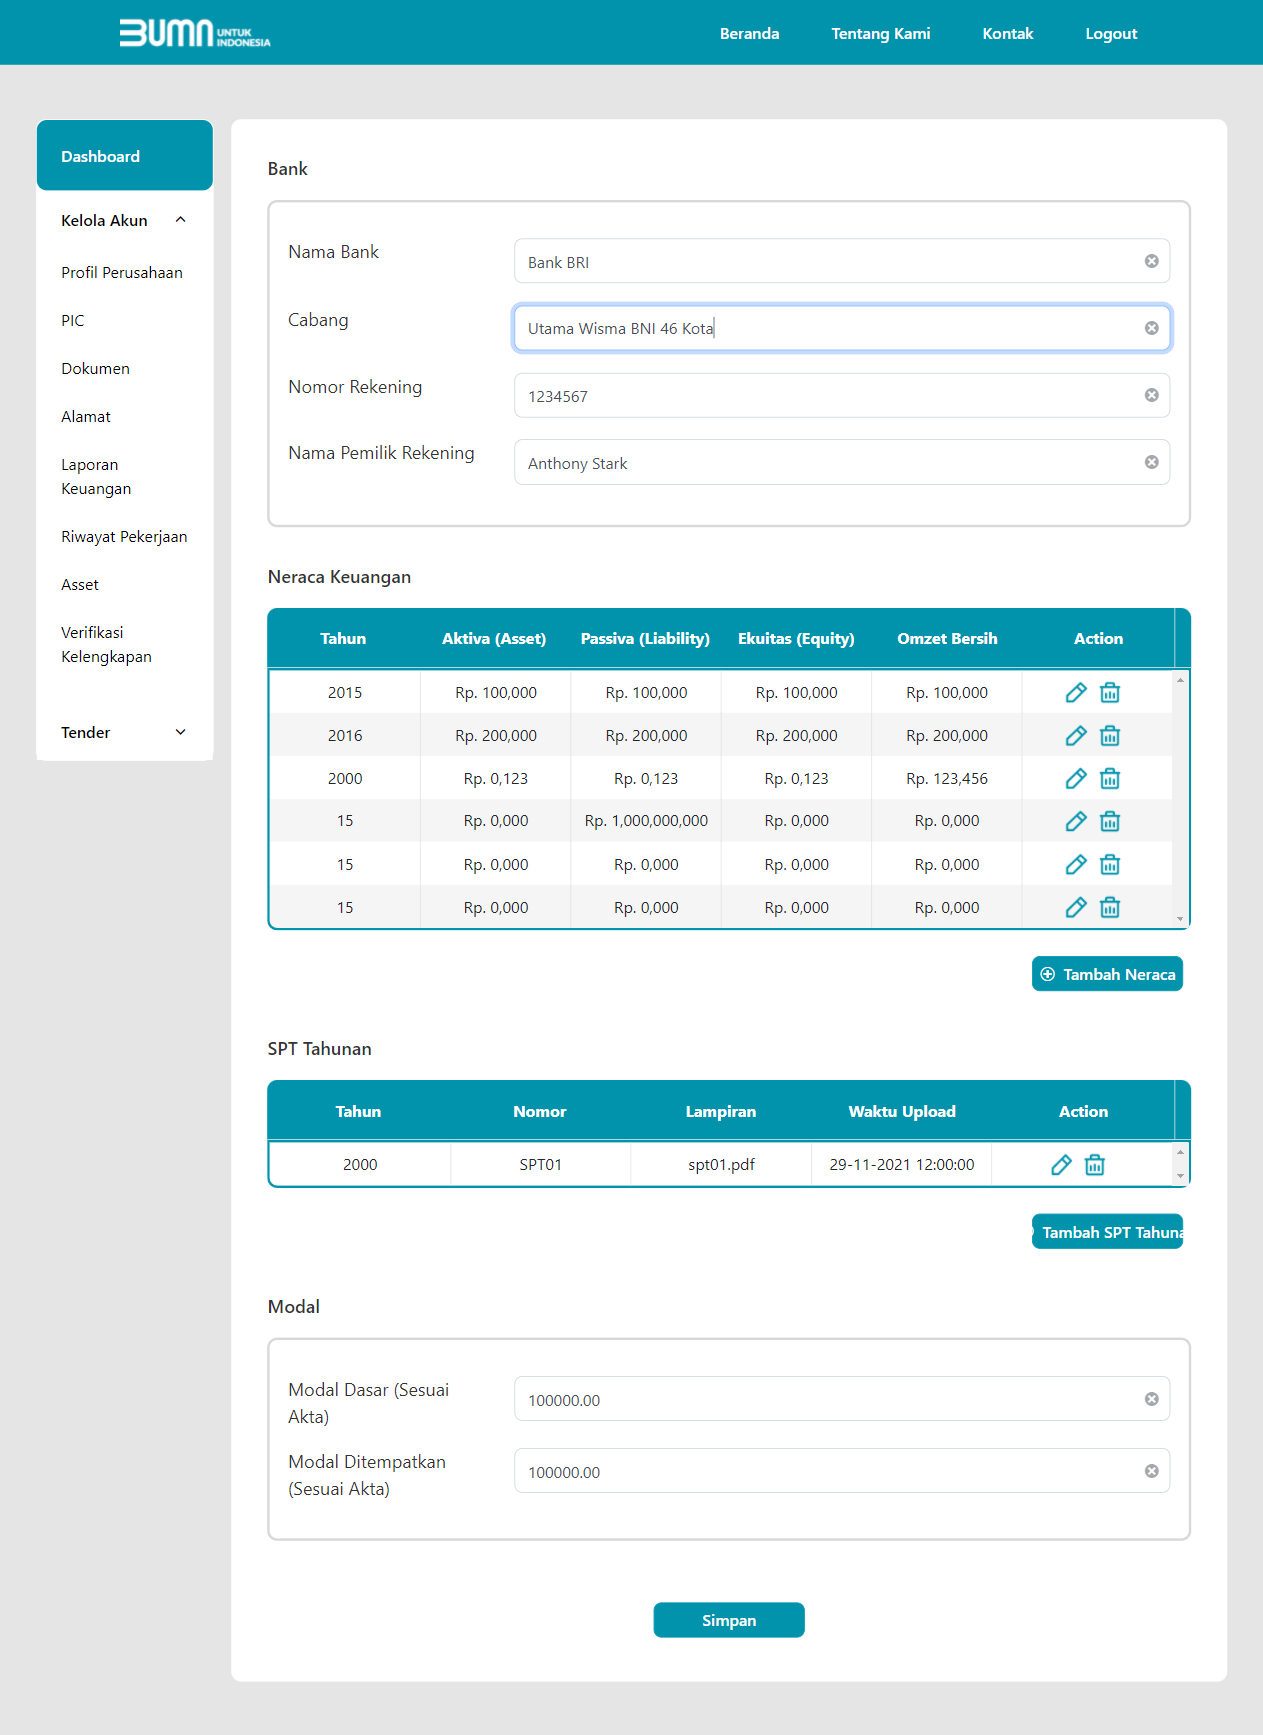 BUMN UNTUK INDONESIA
Beranda Tentang Kami Kontak Logout
Dashboard
Kelola Akun
Profil Perusahaan
PIC
Dokumen
Alamat
Laporan
Keuangan
Riwayat Pekerjaan
Asset
Verifikasi
Kelengkapan
Tender
Bank
Nama Bank Bank BRI
Cabang Utama Wisma BNI 46 Kota
Nomor Rekening 1234567
Nama Pemilik Rekening Anthony Stark
Neraca Keuangan
Tahun Aktiva (Asset) Passiva (Liability) Ekuitas (Equity) Omzet Bersih Action
2015 Rp. 100,000 Rp. 100,000 Rp. 100,000 Rp. 100,000
2016 Rp. 200,000 Rp. 200,000 Rp. 200,000 Rp. 200,000
2000 Rp. 0,123 Rp. 0,123 Rp. 0,123 Rp. 123,456
15 Rp. 0,000 Rp. 1,000,000,000 Rp. 0,000 Rp. 0,000
15 Rp. 0,000 Rp. 0,000 Rp. 0,000 Rp. 0,000
15 Rp. 0,000 Rp. 0,000 Rp. 0,000 Rp. 0,000
Tambah Neraca
SPT Tahunan
Tahun Nomor Lampiran Waktu Upload Action
2000 SPT01 spt01.pdf 29-11-2021 12:00:00
Tambah SPT Tahuna
Modal
Modal Dasar (Sesuai
Akta)
100000.00
Modal Ditempatkan
(Sesuai Akta)
100000.00
Simpan